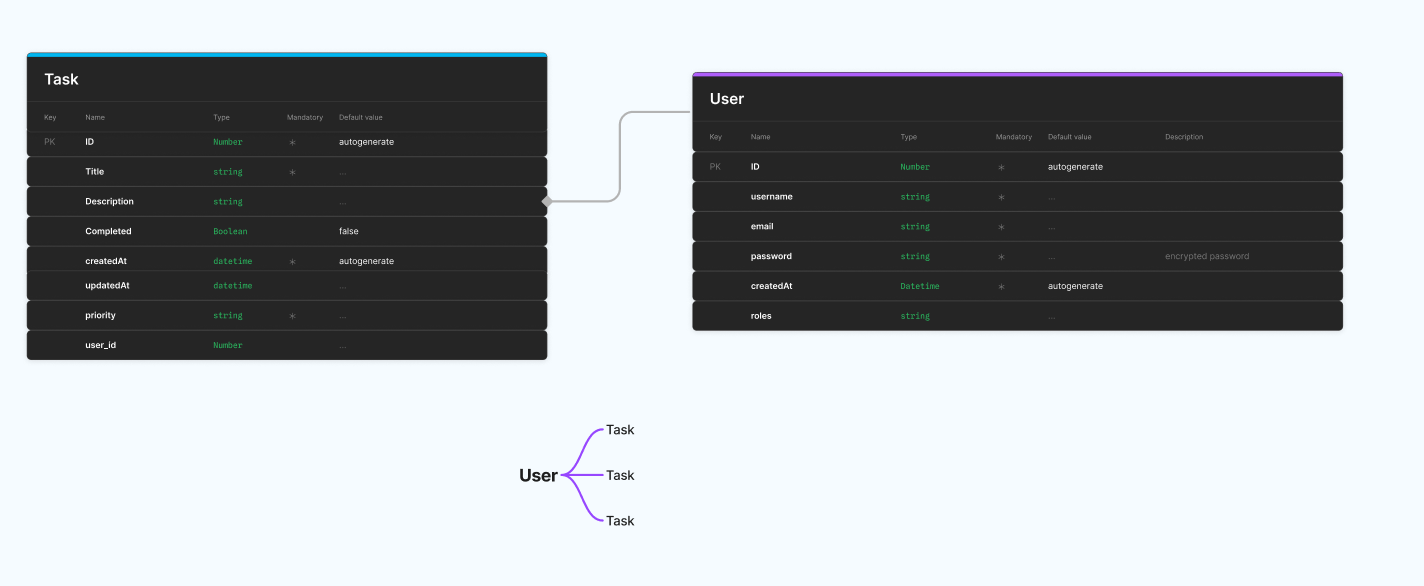 Task
Key Name Type Mandatory Default value
PK ID Number * autogenerate
Title string * ...
Description string ...
Completed Boolean false
createdAt datetime * autogenerate
updatedAt datetime ...
priority string * ...
user_id Number ...
User
Key Name Type Mandatory Default value Description
PK ID Number * autogenerate
username string * ...
email string * ...
password string * ... encrypted password
createdAt Datetime * autogenerate
roles string ...
Task
User Task
Task